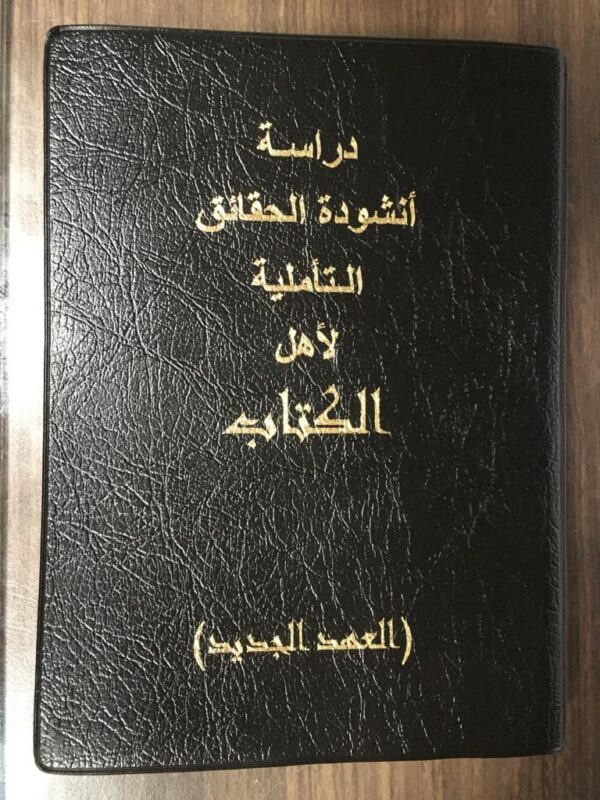 دراسة
أنشودة الحقائق
التأملية
لأهل
الكتاب
(العهد الجديد)